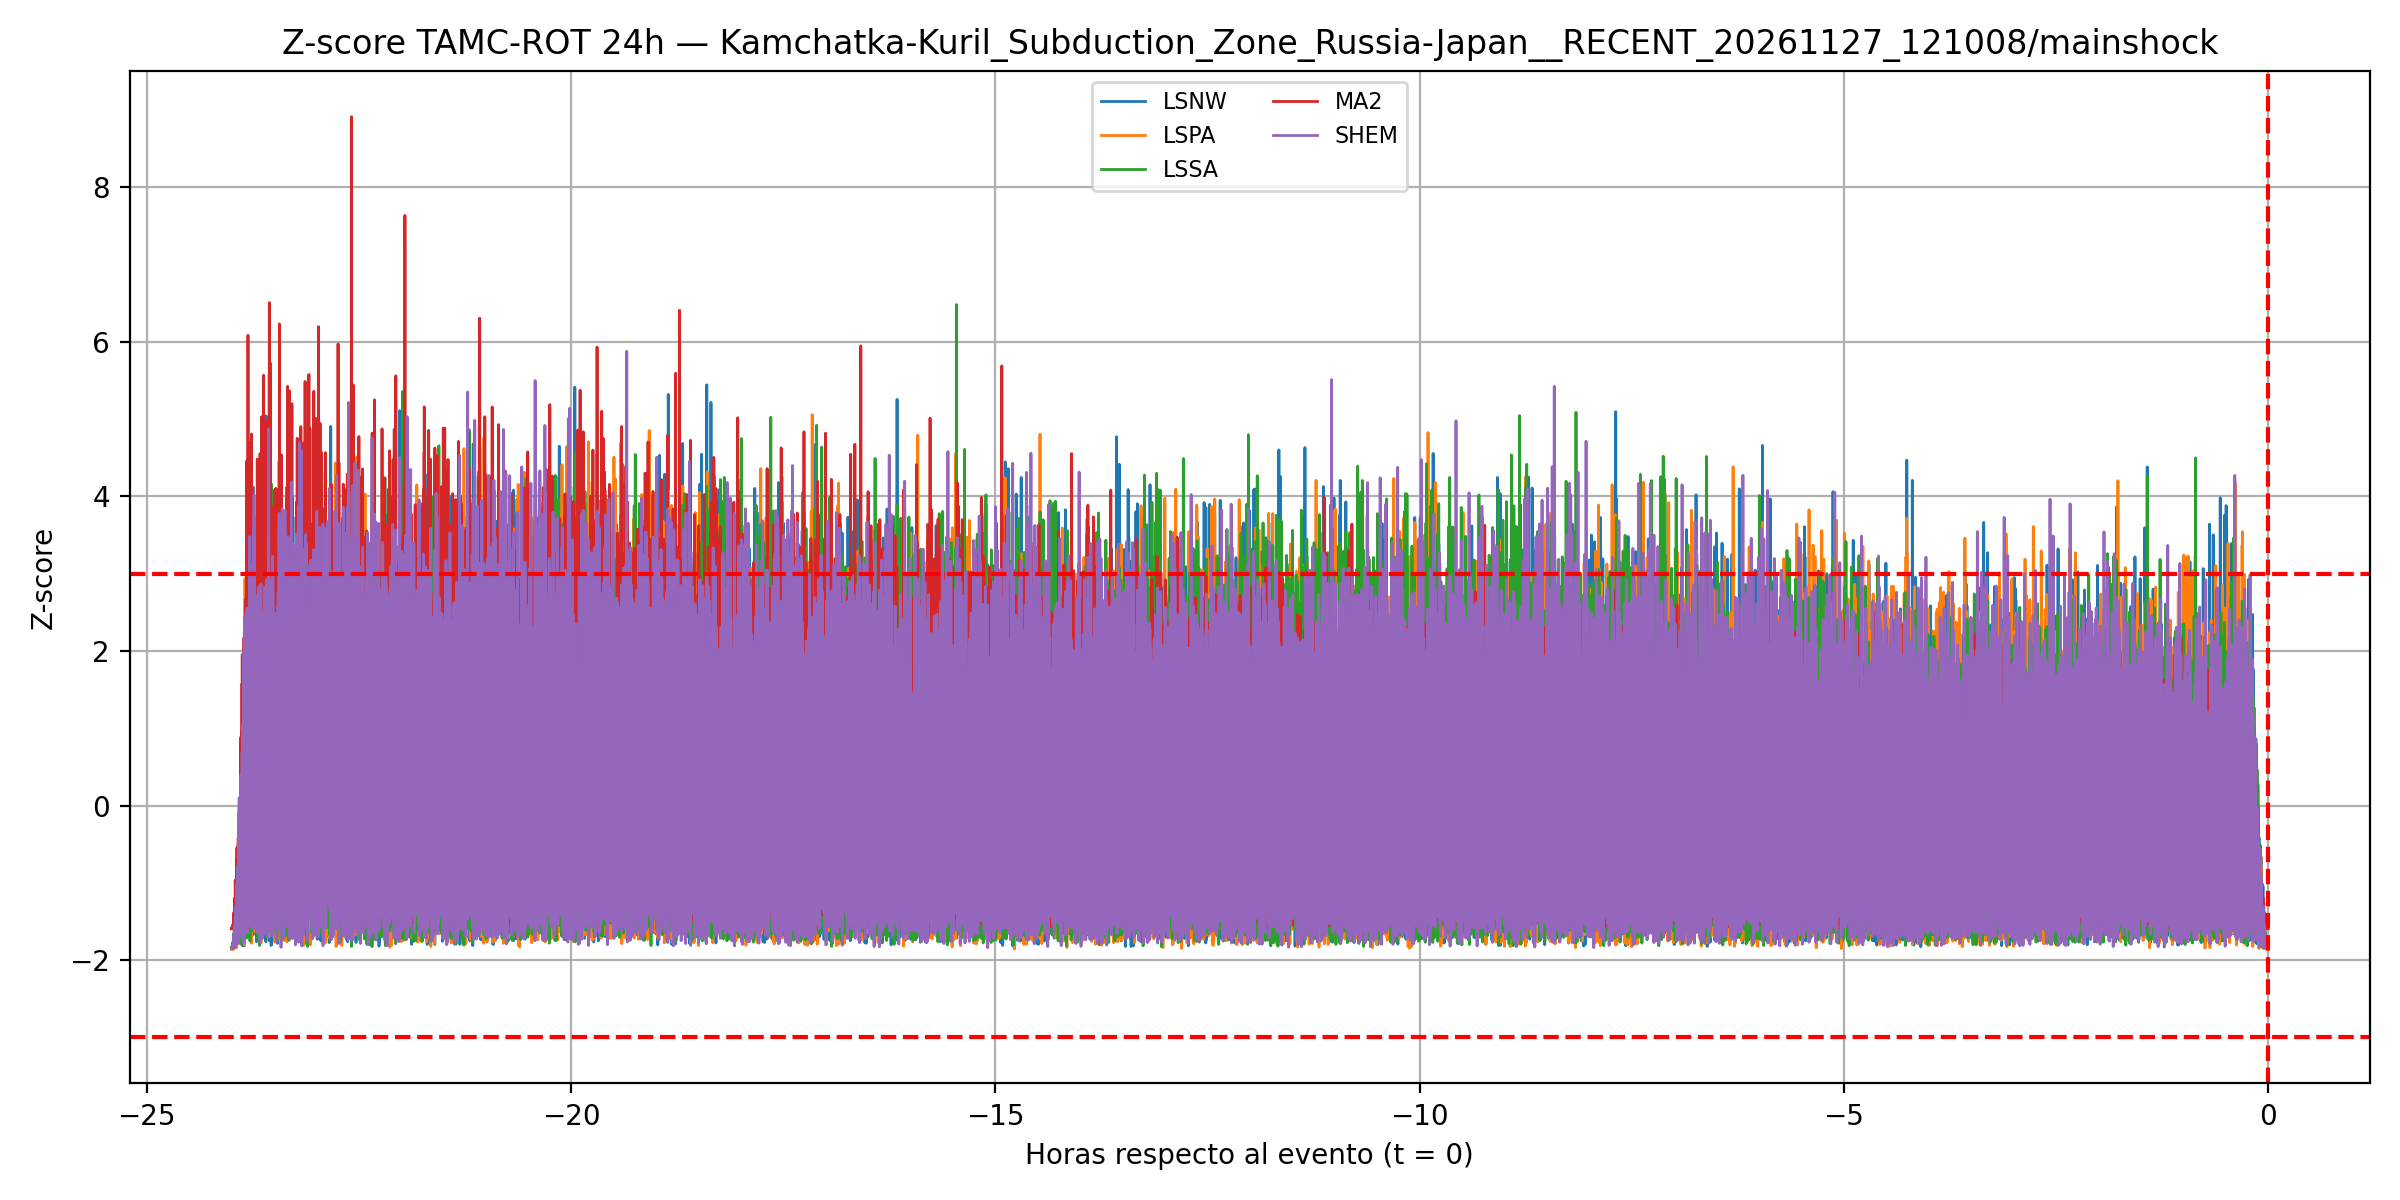 Z-score TAMC-ROT 24h — Kamchatka-Kuril_Subduction_Zone_Russia-Japan__RECENT_20261127_121008/mainshock
LSNW
LSPA
LSSA
MA2
SHEM
Z-score
8
6
4
2
0
−2
−25
−20
−15
−10
−5
0
Horas respecto al evento (t = 0)